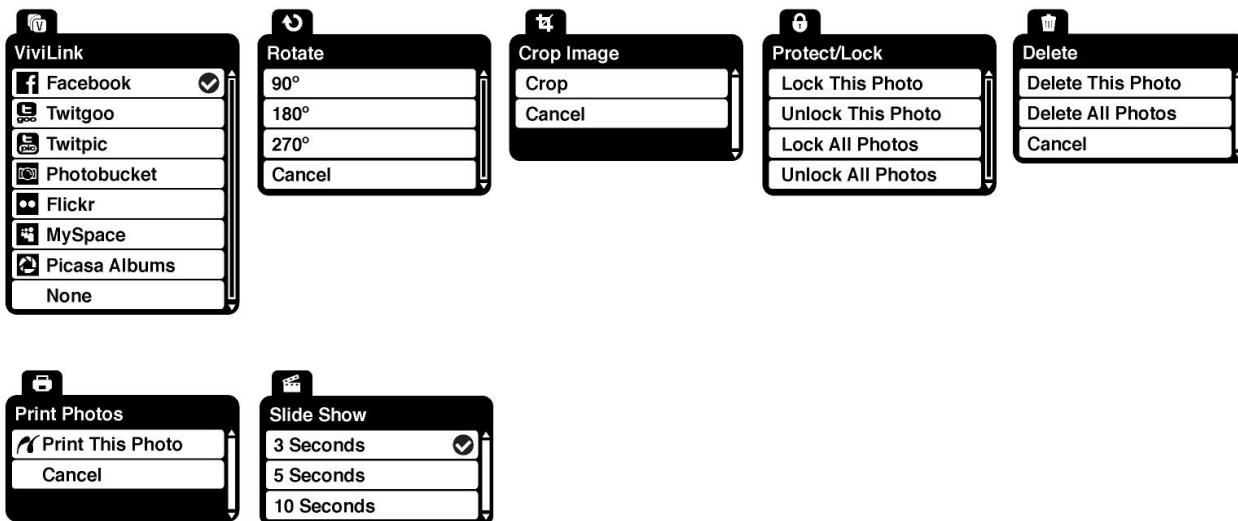 ViviLink
Facebook
Twitgoo
Twitpic
Photobucket
Flickr
MySpace
Picasa Albums
None
Rotate
90°
180°
270°
Cancel
Crop Image
Crop
Cancel
Protect/Lock
Lock This Photo
Unlock This Photo
Lock All Photos
Unlock All Photos
Delete
Delete This Photo
Delete All Photos
Cancel
Print Photos
Print This Photo
Cancel
Slide Show
3 Seconds
5 Seconds
10 Seconds